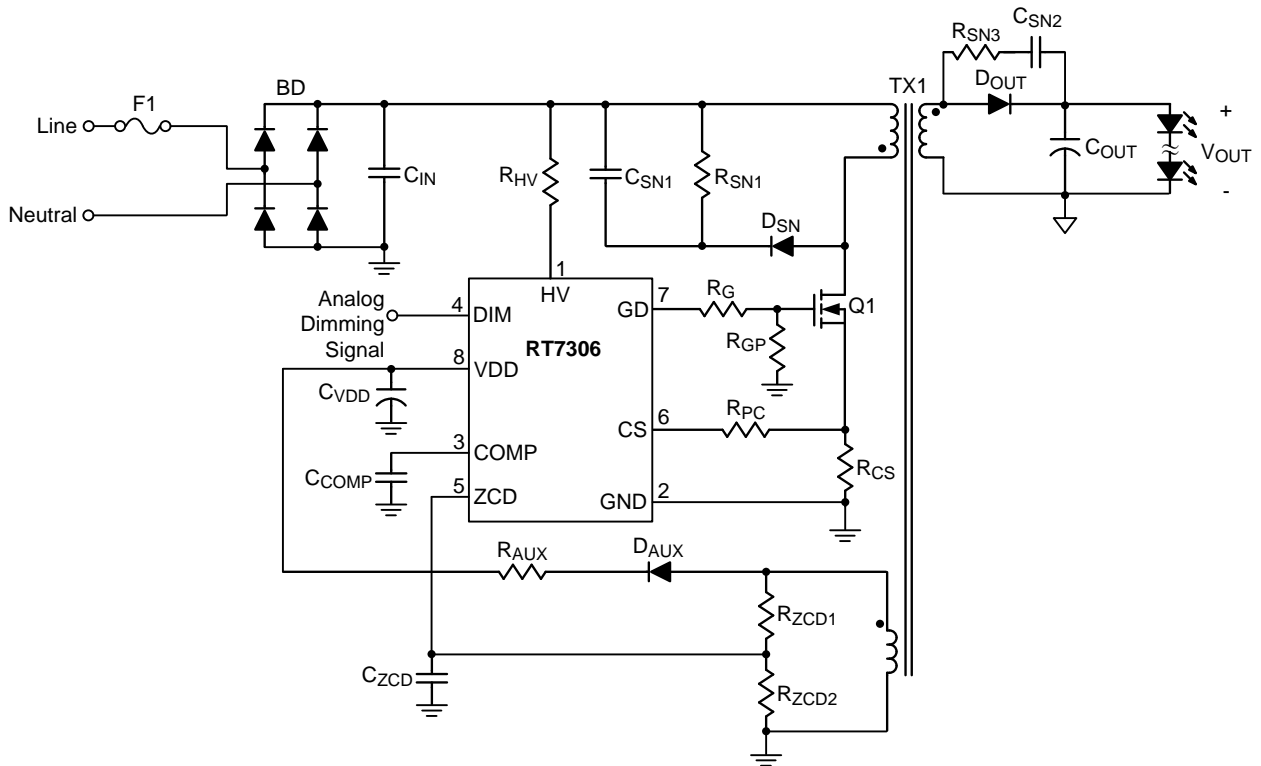 CSN2
RSN3
TX1
DOUT
BD
F1
+
Line
COUT
VOUT
CIN
RHV
CSN1
RSN1
-
Neutral
DSN
1
HV
Analog
Dimming
Signal
4
DIM
7
GD
RG
Q1
RT7306
RGP
8
VDD
CVDD
RPC
6
CS
3
COMP
CCOMP
RCS
5
ZCD
2
GND
RAUX
DAUX
RZCD1
CZCD
RZCD2